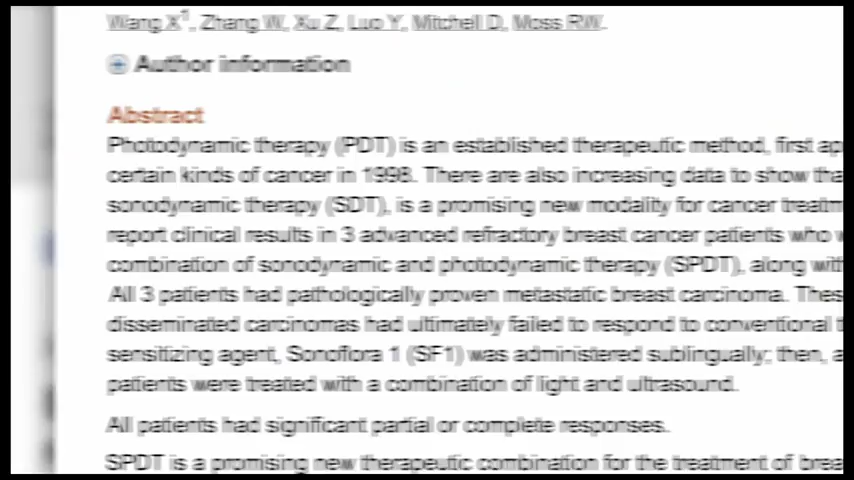 Wang X1, Zhang W, Xu Z, Luo Y, Mitchell D, Moss RW.
Author information
Abstract
Photodynamic therapy (PDT) is an established therapeutic method, first ap
certain kinds of cancer in 1998. There are also increasing data to show tha
sonodynamic therapy (SDT), is a promising new modality for cancer treatm
report clinical results in 3 advanced refractory breast cancer patients who w
combination of sonodynamic and photodynamic therapy (SPDT), along with
All 3 patients had pathologically proven metastatic breast carcinoma. Thes
disseminated carcinomas had ultimately failed to respond to conventional t
sensitizing agent, Sonoflora 1 (SF1) was administered sublingually; then, a
patients were treated with a combination of light and ultrasound.
All patients had significant partial or complete responses.
SPDT is a promising new therapeutic combination for the treatment of brea